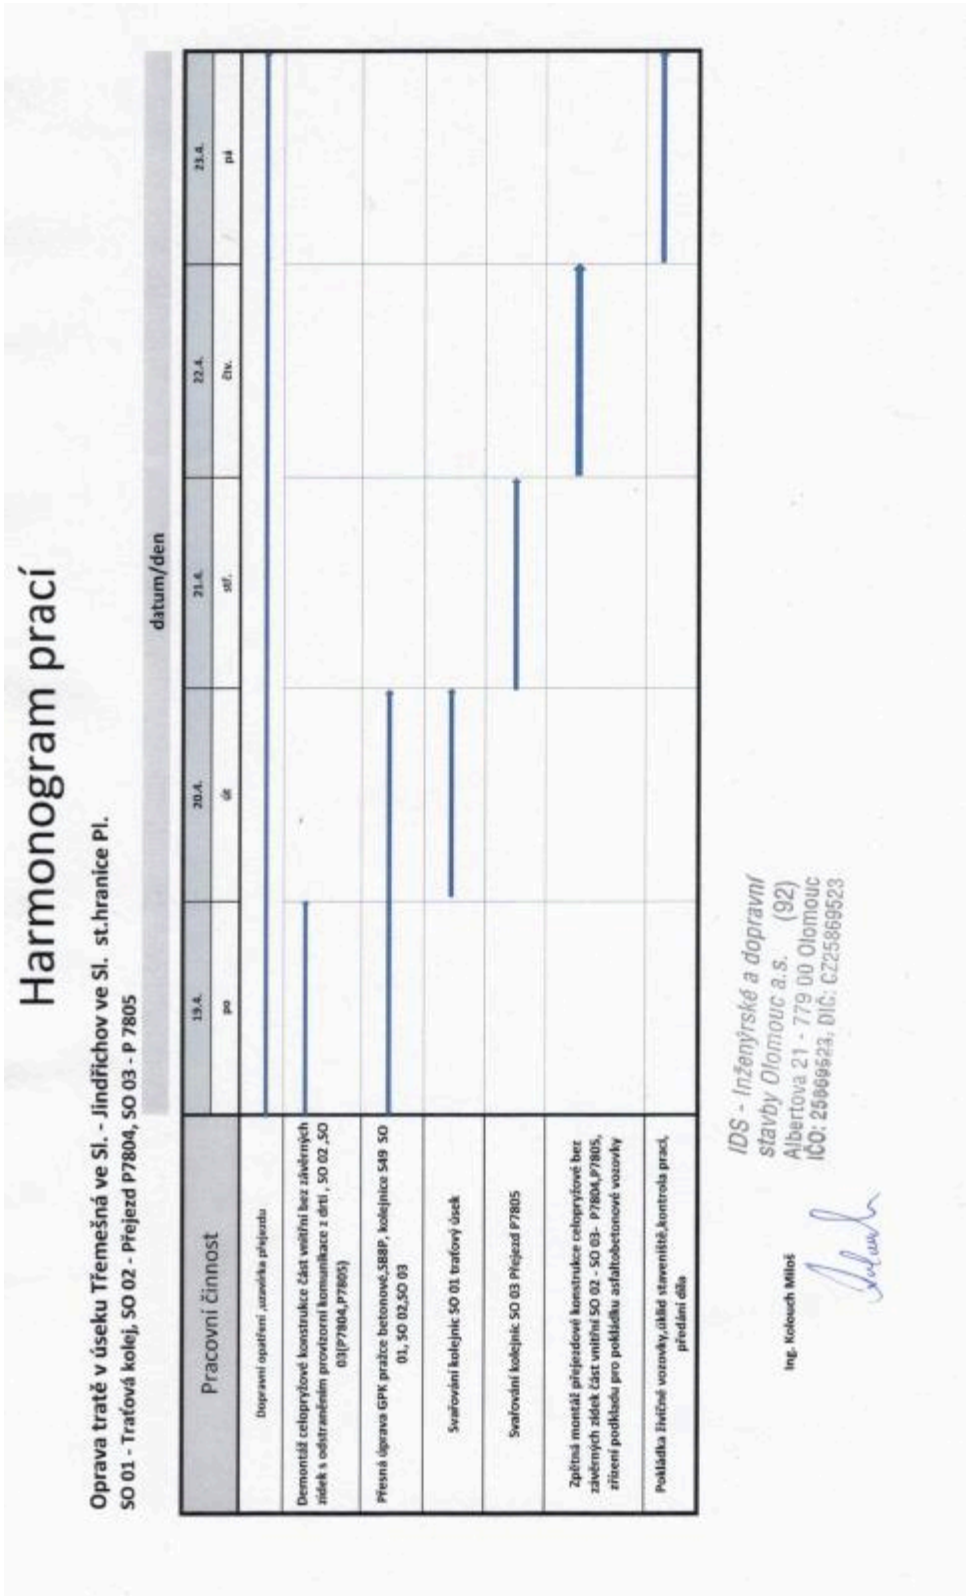 Harmonogram prací
Oprava tratě v úseku Třemešná ve Sl. - Jindřichov ve Sl. st.hranice Pl.
SO 01 - Traťová kolej, SO 02 - Přejezd P7804, SO 03 - P 7805
datum/den
Pracovní činnost
19.4. 20.4. 21.4. 22.4. 23.4.
po út stř. čtv. pá
Dopravní opatření ,uzavírka přejezdu
Demontáž celopryžové konstrukce část vnitřní bez závěrných
zídek s odstraněním provizorní komunikace z drti , SO 02 ,SO
03(P7804,P7805)
Přesná úprava GPK pražce betonové,SB8P, kolejnice S49 SO
01, SO 02,SO 03
Svařování kolejnic SO 01 traťový úsek
Svařování kolejnic SO 03 Přejezd P7805
Zpětná montáž přejezdové konstrukce celopryžové bez
závěrných zídek část vnitřní SO 02 - SO 03- P7804,P7805,
zřízení podkladu pro pokládku asfaltobetonové vozovky
Pokládka živičné vozovky,úklid staveniště,kontrola prací,
předání díla
Ing. Kolouch Miloš
IDS - Inženýrské a dopravní
stavby Olomouc a.s. (92)
Albertova 21 - 779 00 Olomouc
IČO: 25869523, DIČ: CZ25869523